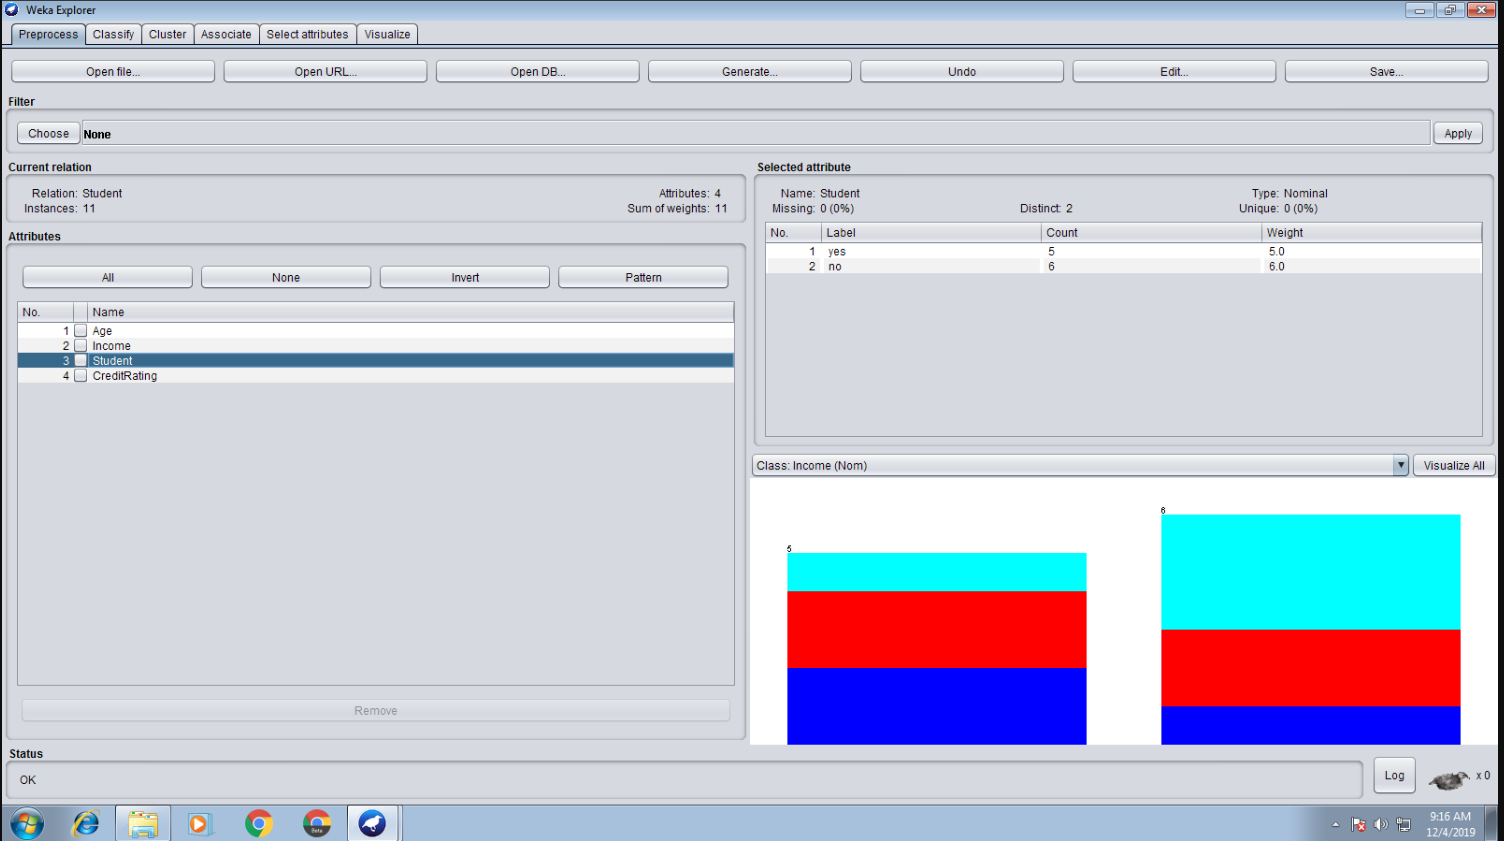 Weka Explorer
Preprocess Classify Cluster Associate Select attributes Visualize
Open file... Open URL... Open DB... Generate... Undo Edit... Save...
Filter
Choose None Apply
Current relation
Relation: Student Attributes: 4
Instances: 11 Sum of weights: 11
Attributes
All None Invert Pattern
No. Name
1 Age
2 Income
3 Student
4 CreditRating
Remove
Selected attribute
Name: Student Type: Nominal
Missing: 0 (0%) Distinct: 2 Unique: 0 (0%)
No. Label Count Weight
1 yes 5 5.0
2 no 6 6.0
Class: Income (Nom) Visualize All
5
6
Status
OK
Log x 0
Beta
9:16 AM
12/4/2019